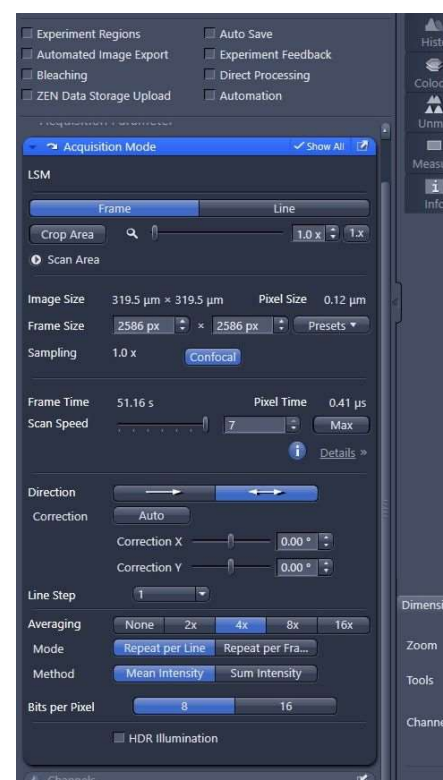 Experiment Regions Auto Save
Automated Image Export Experiment Feedback
Bleaching Direct Processing
ZEN Data Storage Upload Automation
Acquisition Parameter
Acquisition Mode Show All
LSM
Frame Line
Crop Area 1.0 x 1.x
Scan Area
Image Size 319.5 µm × 319.5 µm Pixel Size 0.12 µm
Frame Size 2586 px × 2586 px Presets
Sampling 1.0 x Confocal
Frame Time 51.16 s Pixel Time 0.41 µs
Scan Speed 7 Max
i Details »
Direction
Correction Auto
Correction X 0.00 °
Correction Y 0.00 °
Line Step 1
Averaging None 2x 4x 8x 16x
Mode Repeat per Line Repeat per Fra...
Method Mean Intensity Sum Intensity
Bits per Pixel 8 16
HDR Illumination
Channels
Hist
Coloc
Unm
Measu
i
Info
Dimensi
Zoom
Tools
Channe